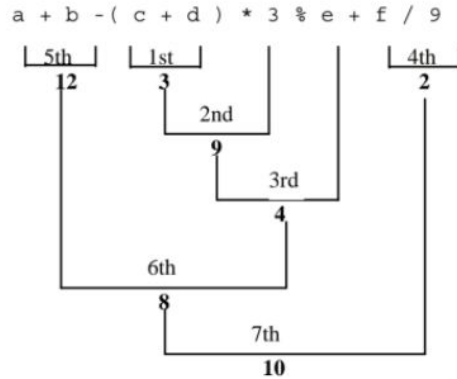 a + b -( c + d ) * 3 % e + f / 9
5th 1st 4th
12 3 2
2nd
9
3rd
4
6th
8
7th
10